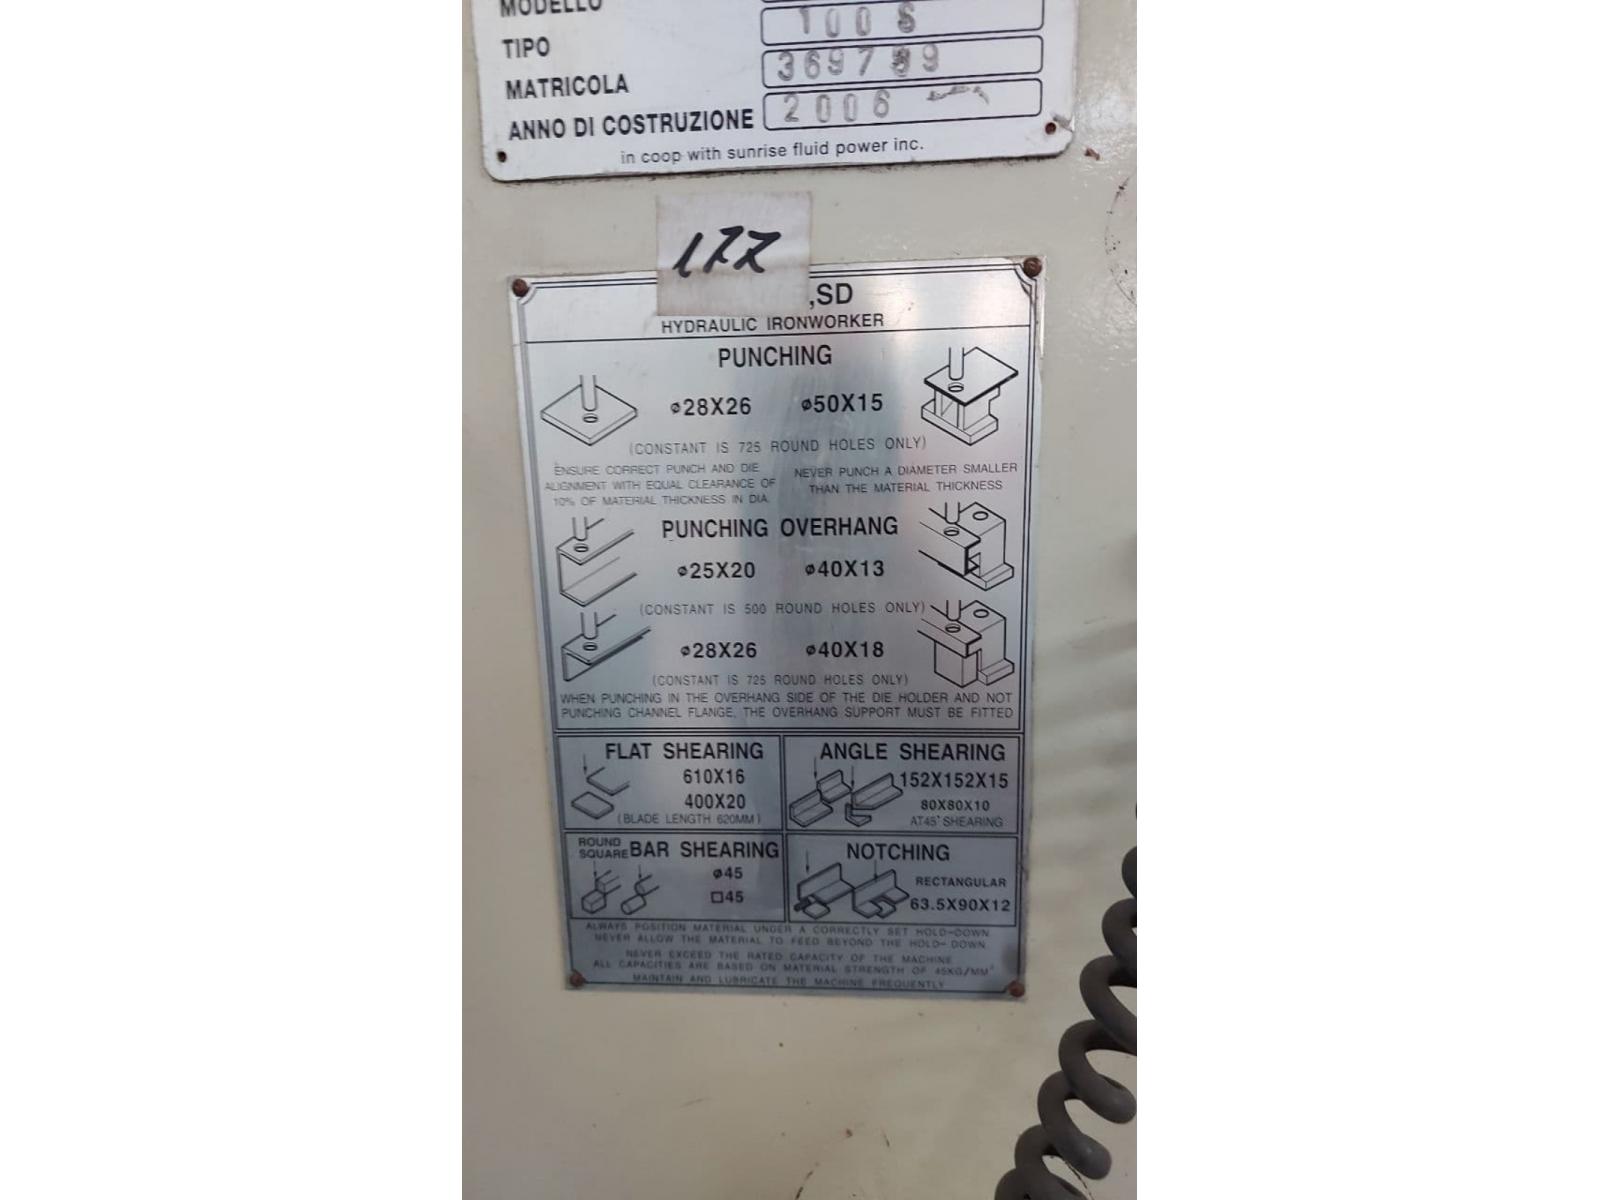 MODELLO
TIPO 100S
MATRICOLA
ANNO DI COSTRUZIONE 2006
in coop with sunrise fluid power inc.
177
,SD
HYDRAULIC IRONWORKER
PUNCHING
ø28X26 ø50X15
(CONSTANT IS 725 ROUND HOLES ONLY)
ENSURE CORRECT PUNCH AND DIE
ALIGNMENT WITH EQUAL CLEARANCE OF
10% OF MATERIAL THICKNESS IN DIA.
NEVER PUNCH A DIAMETER SMALLER
THAN THE MATERIAL THICKNESS
PUNCHING OVERHANG
ø25X20 ø40X13
(CONSTANT IS 500 ROUND HOLES ONLY)
ø28X26 ø40X18
(CONSTANT IS 725 ROUND HOLES ONLY)
WHEN PUNCHING IN THE OVERHANG SIDE OF THE DIE HOLDER AND NOT
PUNCHING CHANNEL FLANGE, THE OVERHANG SUPPORT MUST BE FITTED
FLAT SHEARING
610X16
400X20
(BLADE LENGTH 620MM)
ANGLE SHEARING
152X152X15
80X80X10
AT45° SHEARING
ROUND
SQUARE BAR SHEARING
ø45
□45
NOTCHING
RECTANGULAR
63.5X90X12
ALWAYS POSITION MATERIAL UNDER A CORRECTLY SET HOLD-DOWN
NEVER ALLOW THE MATERIAL TO FEED BEYOND THE HOLD-DOWN
NEVER EXCEED THE RATED CAPACITY OF THE MACHINE
ALL CAPACITIES ARE BASED ON MATERIAL STRENGTH OF 45KG/MM²
MAINTAIN AND LUBRICATE THE MACHINE FREQUENTLY